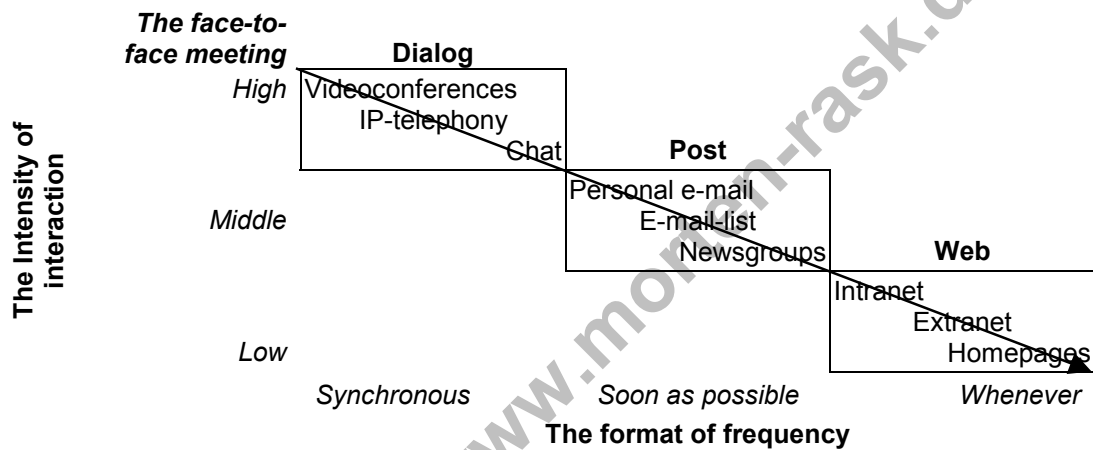 The face-to-
face meeting
Dialog
High
Videoconferences
IP-telephony
Chat
Post
The Intensity of
interaction
Middle
Personal e-mail
E-mail-list
Newsgroups
Web
Intranet
Extranet
Low
Homepages
Synchronous
Soon as possible
Whenever
The format of frequency
www.morten-rask.d